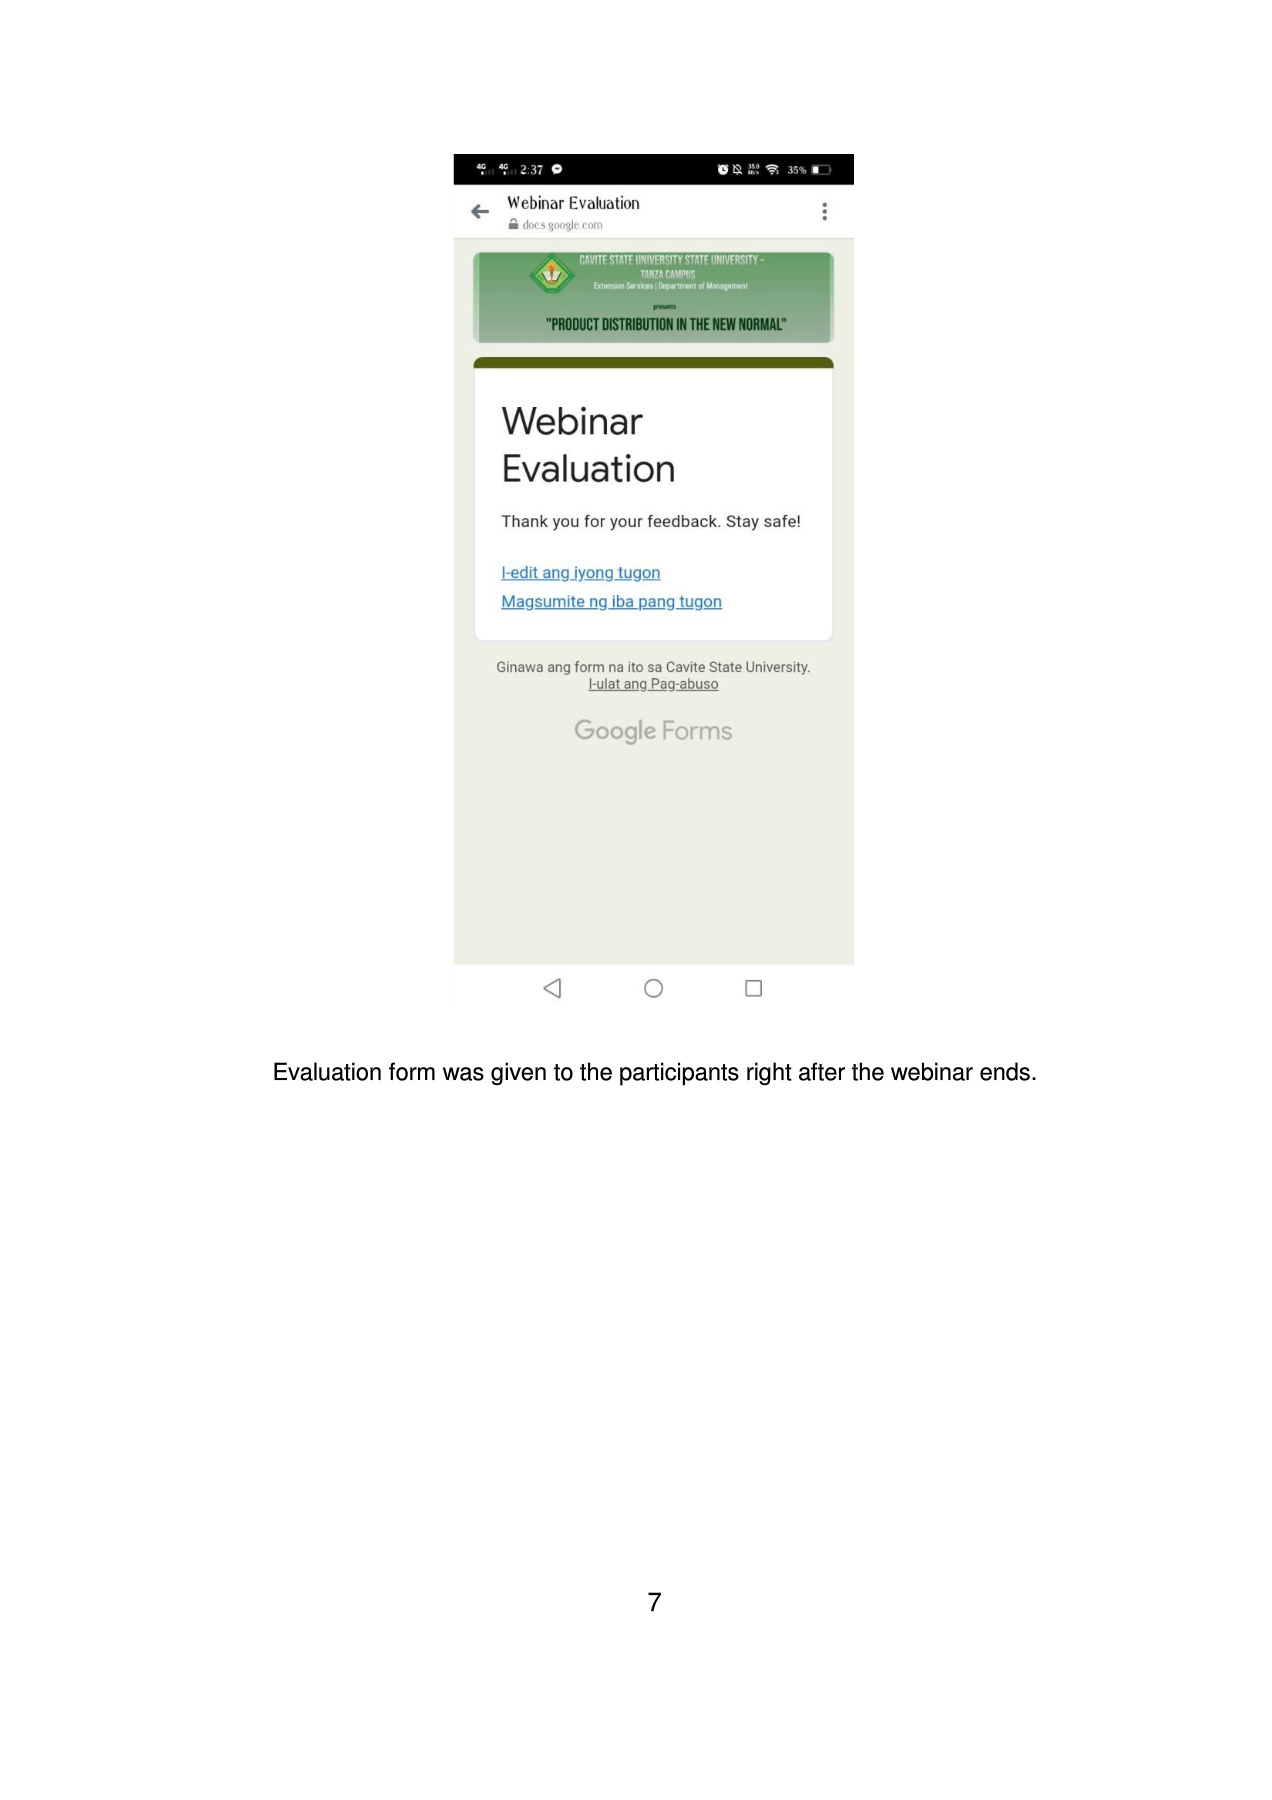 4G 4G 2:37 35.0 KB/s 35%
Webinar Evaluation
docs.google.com
CAVITE STATE UNIVERSITY STATE UNIVERSITY -
TANZA CAMPUS
Extension Services | Department of Management
presents
"PRODUCT DISTRIBUTION IN THE NEW NORMAL"
Webinar
Evaluation
Thank you for your feedback. Stay safe!
I-edit ang iyong tugon
Magsumite ng iba pang tugon
Ginawa ang form na ito sa Cavite State University.
I-ulat ang Pag-abuso
Google Forms
Evaluation form was given to the participants right after the webinar ends.
7